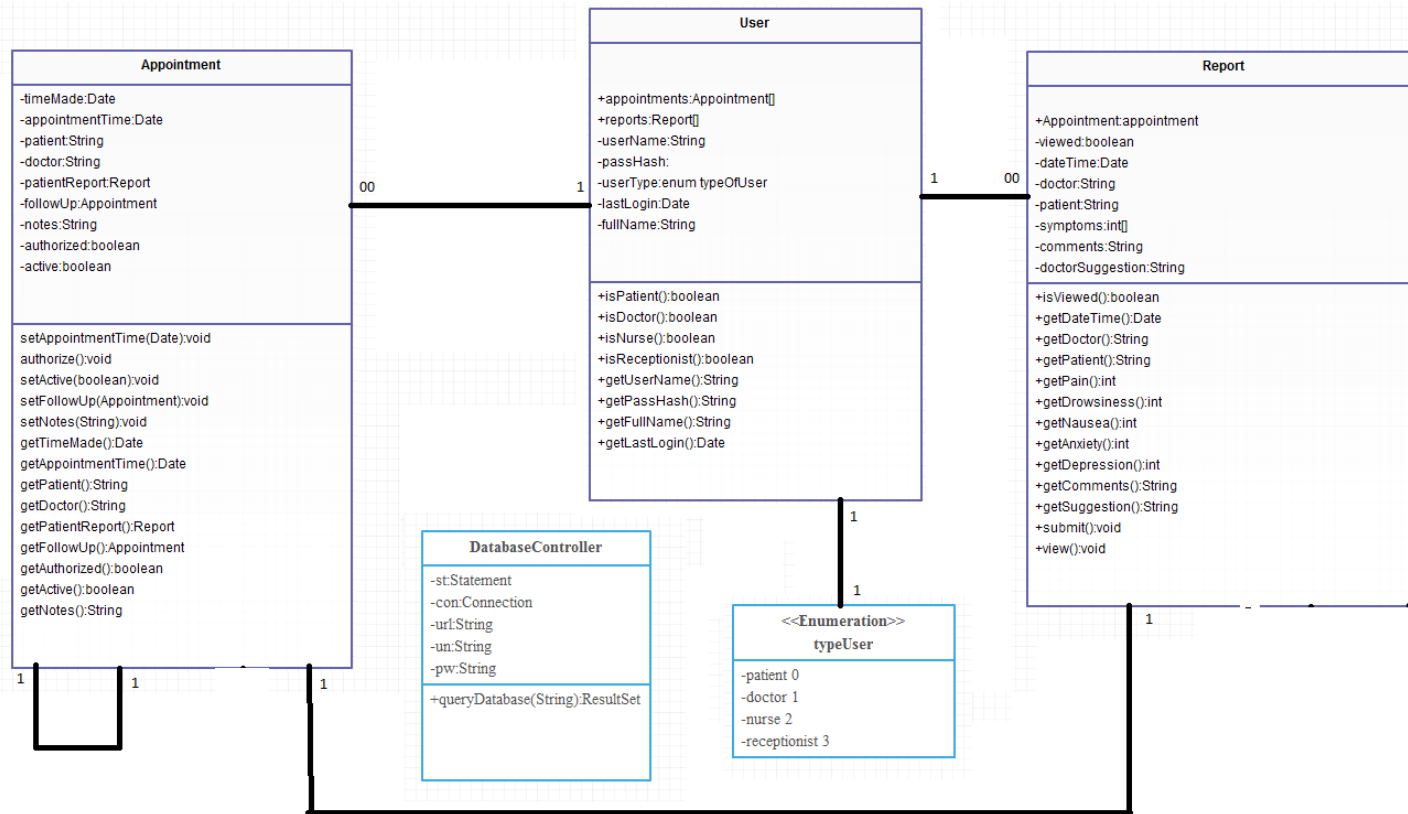 Appointment
-timeMade:Date
-appointmentTime:Date
-patient:String
-doctor:String
-patientReport:Report
-followUp:Appointment
-notes:String
-authorized:boolean
-active:boolean
setAppointmentTime(Date):void
authorize():void
setActive(boolean):void
setFollowUp(Appointment):void
setNotes(String):void
getTimeMade():Date
getAppointmentTime():Date
getPatient():String
getDoctor():String
getPatientReport():Report
getFollowUp():Appointment
getAuthorized():boolean
getActive():boolean
getNotes():String
1
1
1
00
1
User
+appointments:Appointment[]
+reports:Report[]
-userName:String
-passHash:
-userType:enum typeOfUser
-lastLogin:Date
-fullName:String
+isPatient():boolean
+isDoctor():boolean
+isNurse():boolean
+isReceptionist():boolean
+getUserName():String
+getPassHash():String
+getFullName():String
+getLastLogin():Date
1
00
1
1
DatabaseController
-st:Statement
-con:Connection
-url:String
-un:String
-pw:String
+queryDatabase(String):ResultSet
<<Enumeration>>
typeUser
-patient 0
-doctor 1
-nurse 2
-receptionist 3
Report
+Appointment:appointment
-viewed:boolean
-dateTime:Date
-doctor:String
-patient:String
-symptoms:int[]
-comments:String
-doctorSuggestion:String
+isViewed():boolean
+getDateTime():Date
+getDoctor():String
+getPatient():String
+getPain():int
+getDrowsiness():int
+getNausea():int
+getAnxiety():int
+getDepression():int
+getComments():String
+getSuggestion():String
+submit():void
+view():void
1